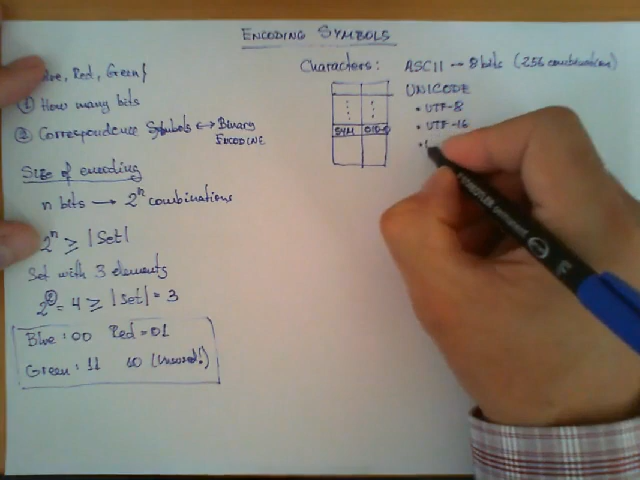 ENCODING SYMBOLS
Blue, Red, Green}
① How many bits
② Correspondence Symbols ↔ Binary
ENCODING
Size of encoding
n bits → 2ⁿ combinations
2ⁿ ≥ |Set|
Set with 3 elements
2² = 4 ≥ |Set| = 3
Blue : 00 Red = 01
Green : 11 10 (Unused!)
Characters : ASCII → 8 bits (256 combinations)
UNICODE
• UTF-8
• UTF-16
SYM
STAEDTLER permanent
F